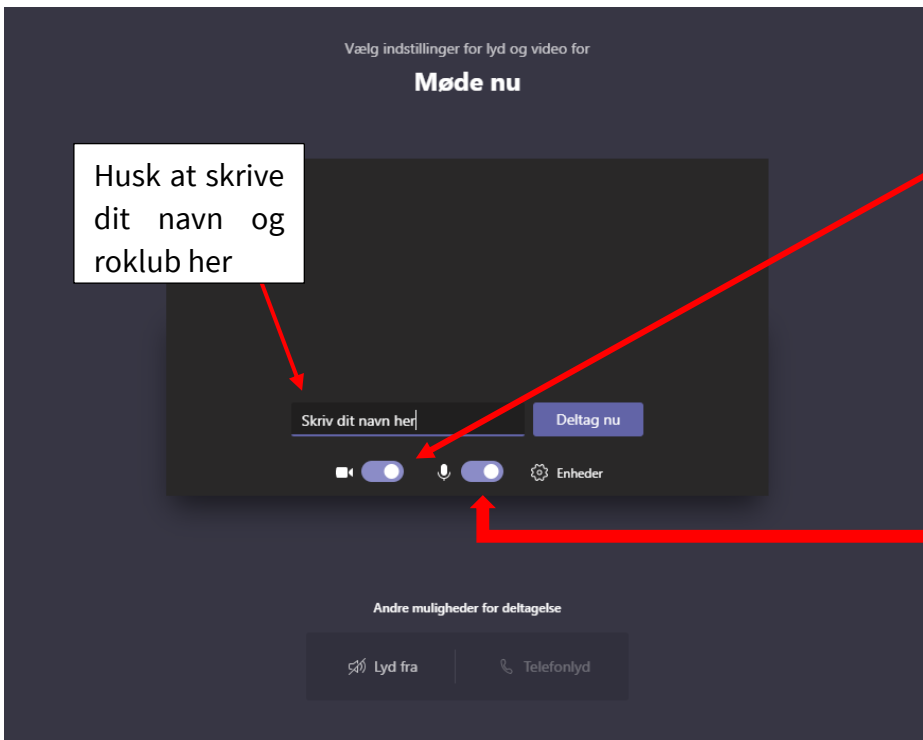 Vælg indstillinger for lyd og video for
Møde nu
Husk at skrive
dit navn og
roklub her
Skriv dit navn her
Deltag nu
Enheder
Andre muligheder for deltagelse
Lyd fra
Telefonlyd